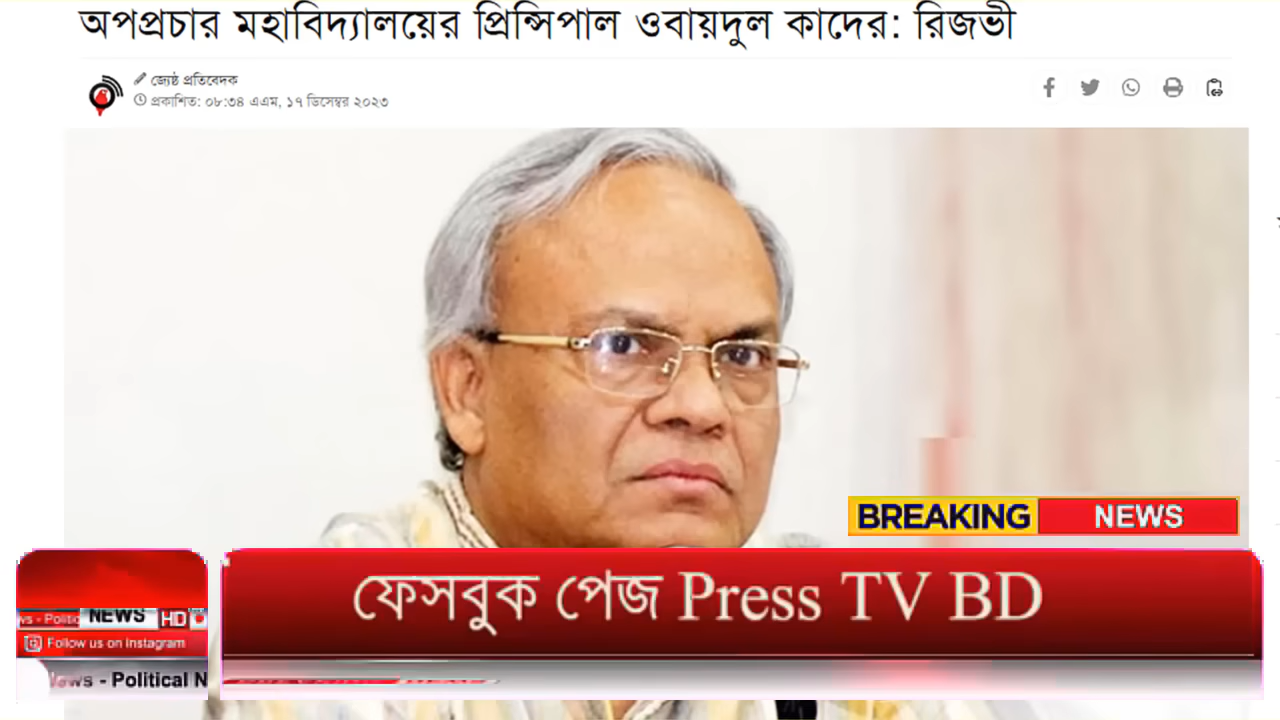 অপপ্রচার মহাবিদ্যালয়ের প্রিন্সিপাল ওবায়দুল কাদের: রিজভী
জ্যেষ্ঠ প্রতিবেদক
প্রকাশিত: ০৮:৩৪ এএম, ১৭ ডিসেম্বর ২০২৩
BREAKING NEWS
ফেসবুক পেজ Press TV BD
NEWS HD
Follow us on Instagram
- Political N